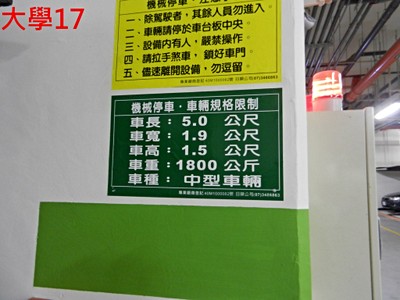 大學17
機械停車
一、除駕駛者，其餘人員勿進入。
二、車輛請停於車台板中央。
三、設備內有人，嚴禁操作。
四、請拉手煞車，鎖好車門。
五、儘速離開設備，勿逗留。
機械停車．車輛規格限制
車長：5.0 公尺
車寬：1.9 公尺
車高：1.5 公尺
車重：1800 公斤
車種：中型車輛